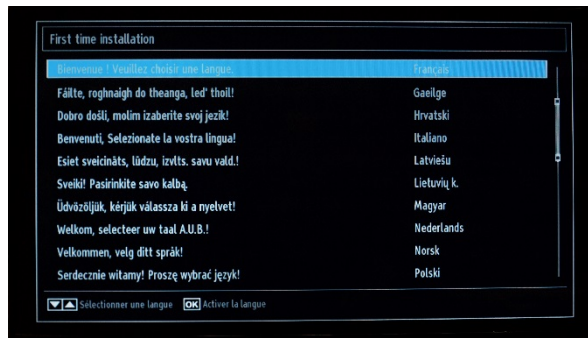 First time installation
Bienvenue ! Veuillez choisir une langue. Français
Fáilte, roghnaigh do theanga, led' thoil! Gaeilge
Dobro došli, molim izaberite svoj jezik! Hrvatski
Benvenuti, Selezionate la vostra lingua! Italiano
Esiet sveicināts, lūdzu, izvlts. savu vald.! Latviešu
Sveiki! Pasirinkite savo kalbą. Lietuvių k.
Üdvözöljük, kérjük válassza ki a nyelvet! Magyar
Welkom, selecteer uw taal A.U.B.! Nederlands
Velkommen, velg ditt språk! Norsk
Serdecznie witamy! Proszę wybrać język! Polski
Sélectionner une langue OK Activer la langue